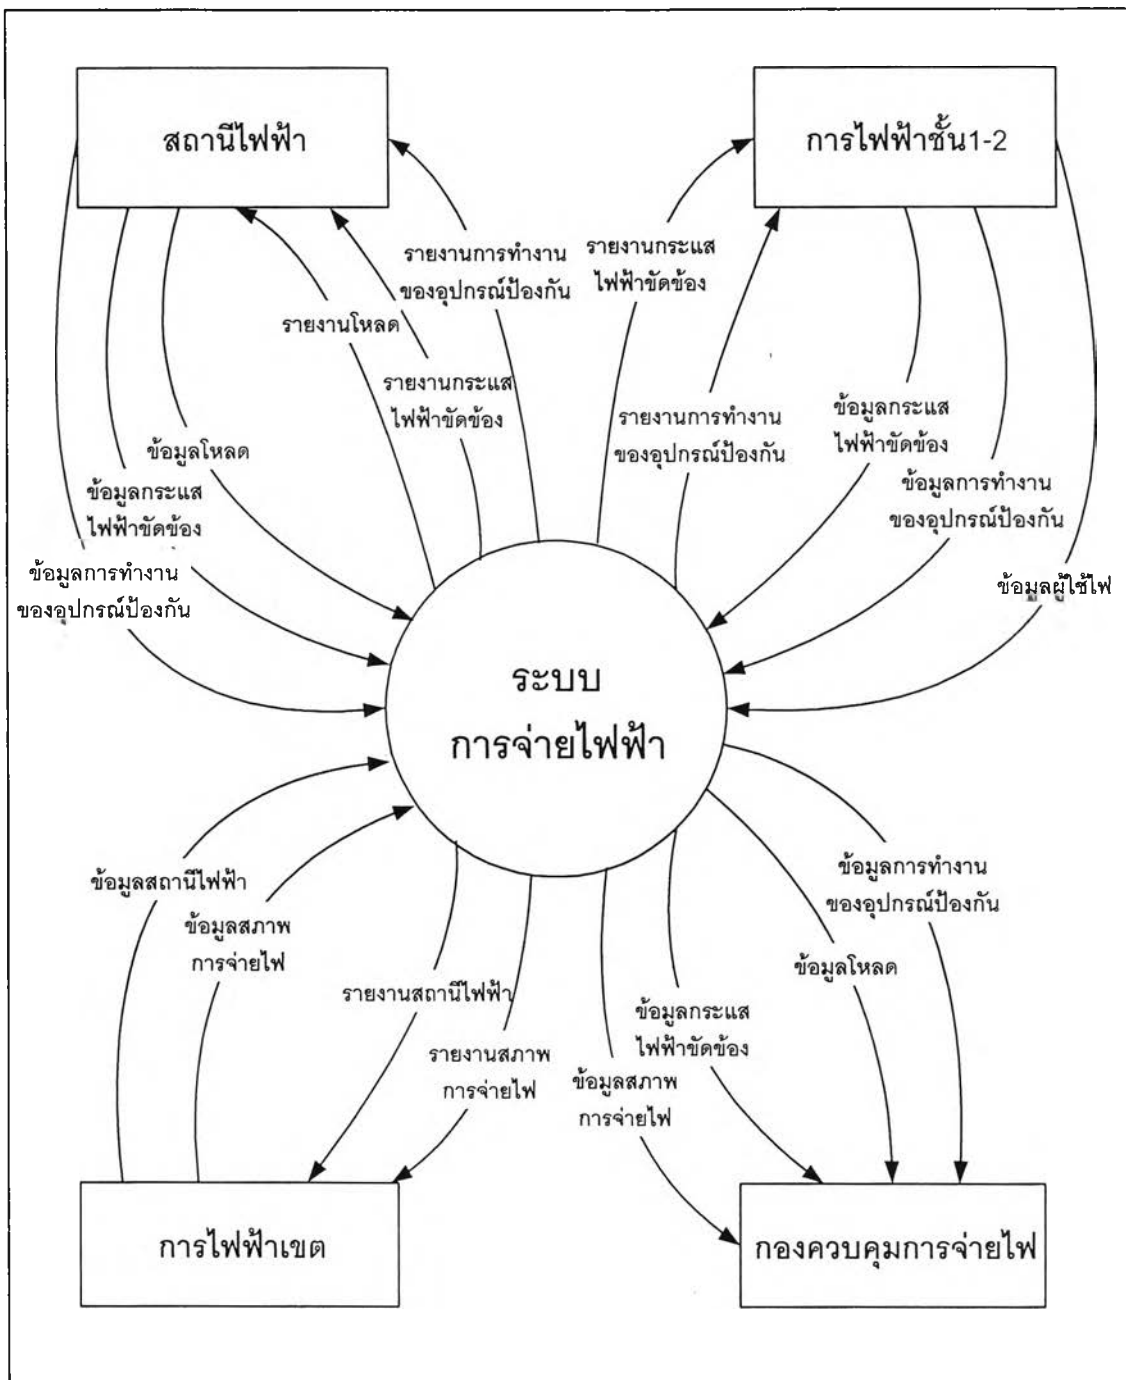 สถานีไฟฟ้า
การไฟฟ้าชั้น1-2
รายงานการทำงาน
ของอุปกรณ์ป้องกัน
รายงานกระแส
ไฟฟ้าขัดข้อง
รายงานโหลด
รายงานกระแส
ไฟฟ้าขัดข้อง
รายงานการทำงาน
ของอุปกรณ์ป้องกัน
ข้อมูลกระแส
ไฟฟ้าขัดข้อง
ข้อมูลโหลด
ข้อมูลกระแส
ไฟฟ้าขัดข้อง
ข้อมูลการทำงาน
ของอุปกรณ์ป้องกัน
ข้อมูลการทำงาน
ของอุปกรณ์ป้องกัน
ข้อมูลผู้ใช้ไฟ
ระบบ
การจ่ายไฟฟ้า
ข้อมูลสถานีไฟฟ้า
ข้อมูลสภาพ
การจ่ายไฟ
ข้อมูลการทำงาน
ของอุปกรณ์ป้องกัน
ข้อมูลโหลด
รายงานสถานีไฟฟ้า
ข้อมูลกระแส
ไฟฟ้าขัดข้อง
รายงานสภาพ
การจ่ายไฟ
ข้อมูลสภาพ
การจ่ายไฟ
การไฟฟ้าเขต
กองควบคุมการจ่ายไฟ